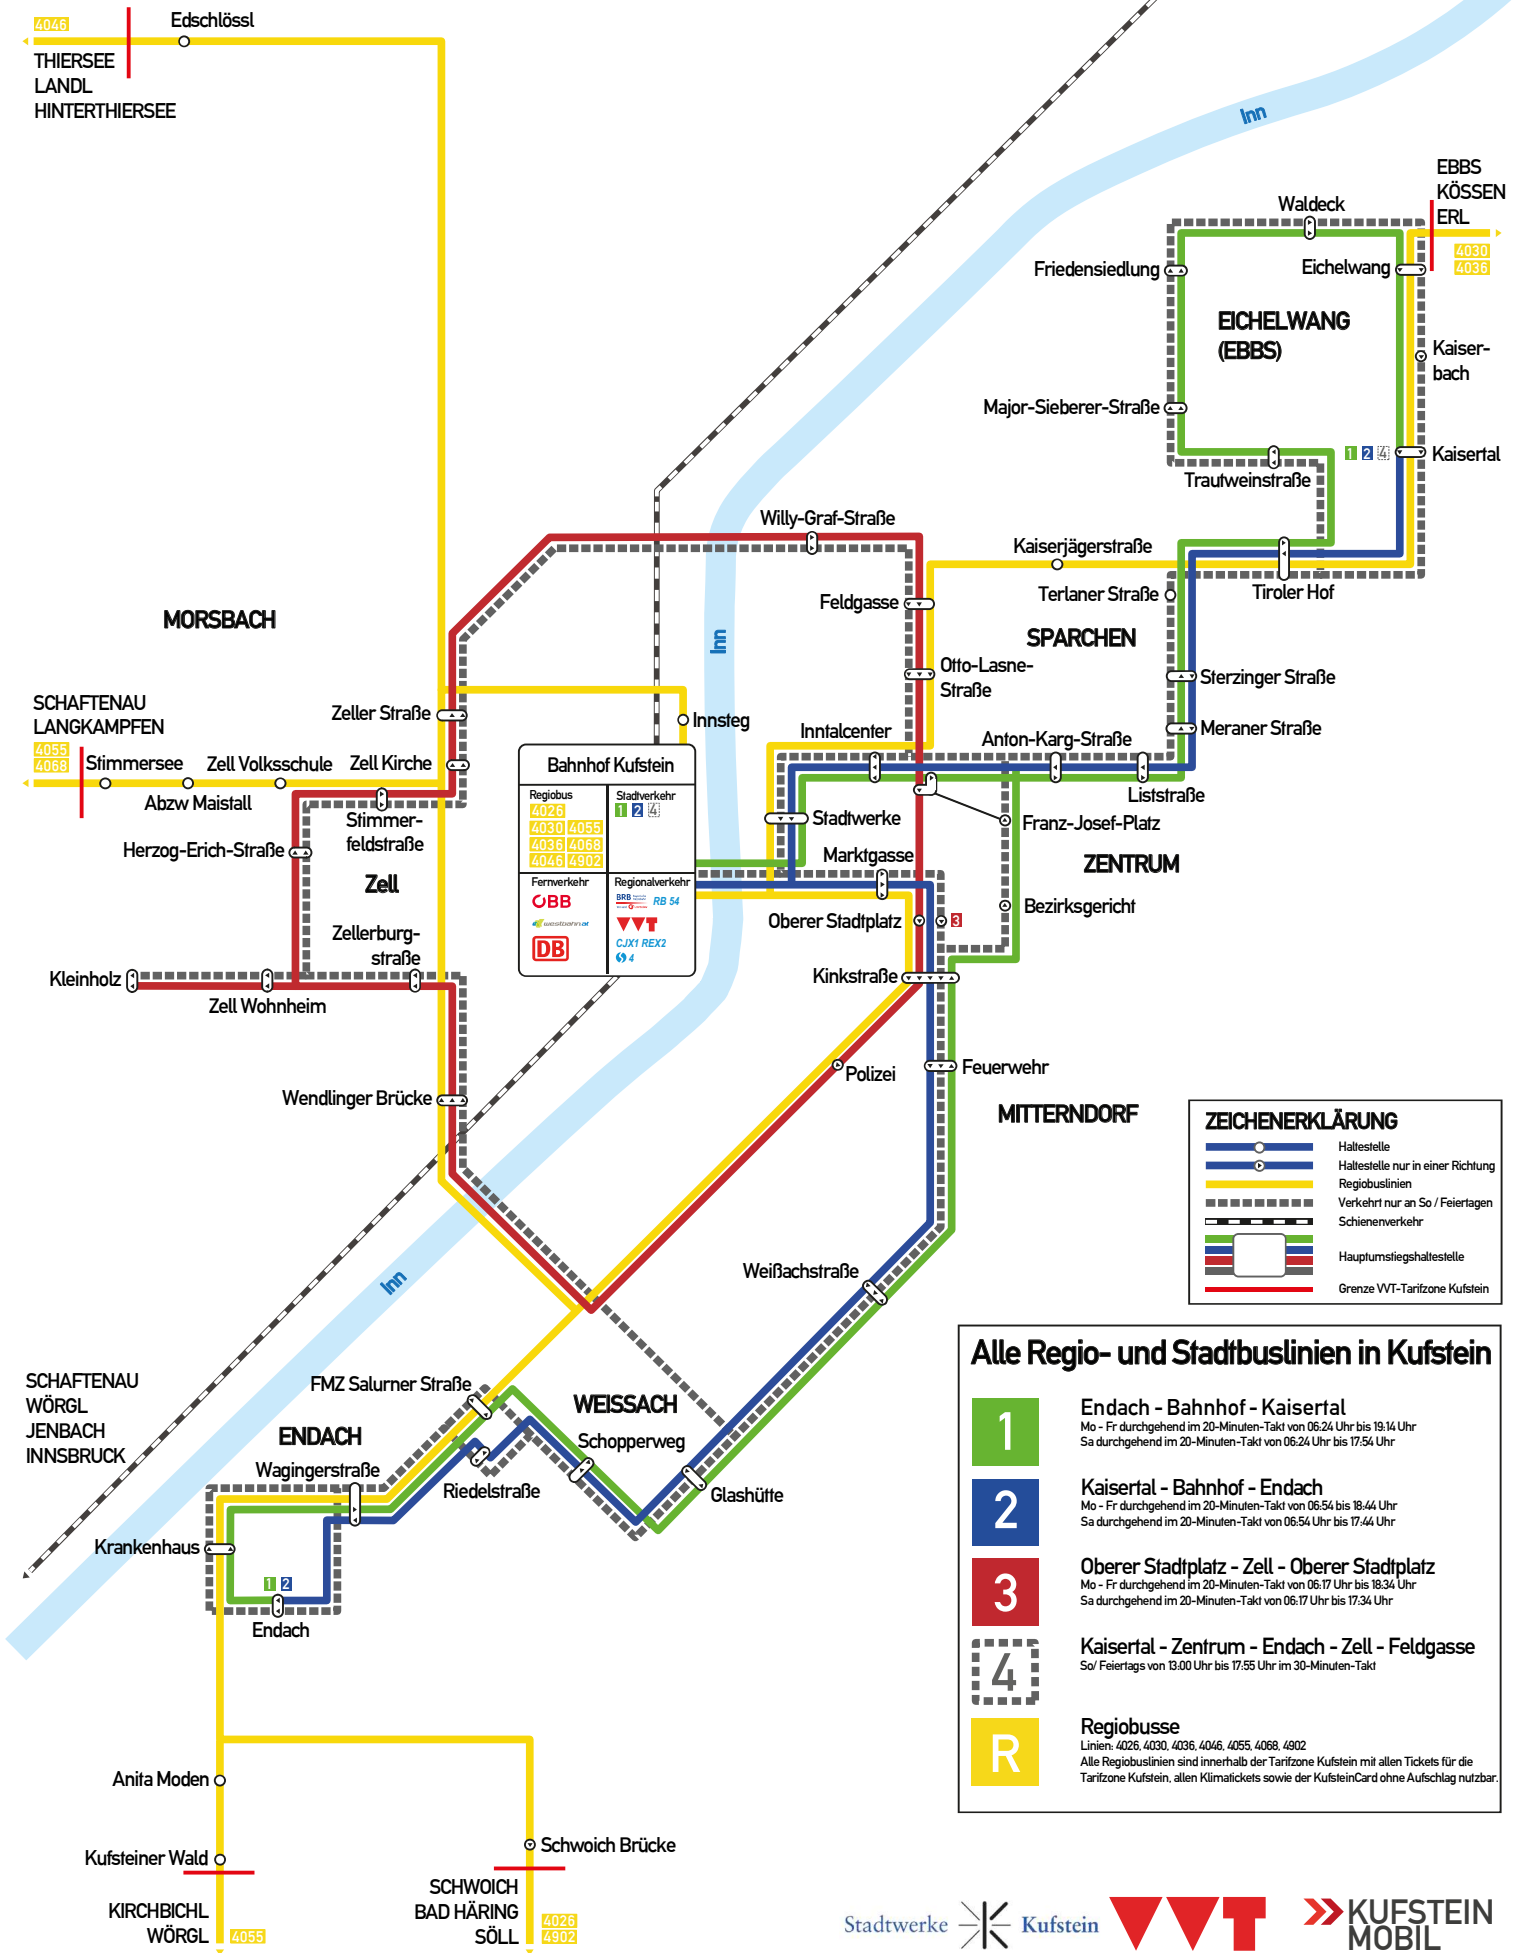 4046
Edschlössl
THIERSEE
LANDL
HINTERTHIERSEE
Inn
EBBS
KÖSSEN
ERL
4030
4036
Waldeck
Friedensiedlung
Eichelwang
EICHELWANG
(EBBS)
Kaiser-
bach
Major-Sieberer-Straße
1 2 4
Kaisertal
Trautweinstraße
Willy-Graf-Straße
Kaiserjägerstraße
Terlaner Straße
Tiroler Hof
Feldgasse
MORSBACH
SPARCHEN
Inn
Otto-Lasne-
Straße
Sterzinger Straße
SCHAFTENAU
LANGKAMPFEN
4055
4068
Zeller Straße
Innsteg
Inntalcenter
Anton-Karg-Straße
Meraner Straße
Stimmersee
Zell Volksschule
Zell Kirche
Abzw Maistall
Stimmer-
feldstraße
Liststraße
Stadtwerke
Franz-Josef-Platz
Herzog-Erich-Straße
Marktgasse
ZENTRUM
Zell
Bahnhof Kufstein
Regiobus
4026
4030 4055
4036 4068
4046 4902
Stadtverkehr
1 2 4
Fernverkehr
ÖBB
westbahn.at
DB
Regionalverkehr
BRB
RB 54
VVT
CJX1 REX2
S 4
Bezirksgericht
Oberer Stadtplatz
3
Zellerburg-
straße
Kleinholz
Zell Wohnheim
Kinkstraße
Polizei
Feuerwehr
Wendlinger Brücke
MITTERNDORF
ZEICHENERKLÄRUNG
Haltestelle
Haltestelle nur in einer Richtung
Regiobuslinien
Verkehrt nur an So / Feiertagen
Schienenverkehr
Hauptumstiegshaltestelle
Grenze VVT-Tarifzone Kufstein
Inn
Weißachstraße
SCHAFTENAU
WÖRGL
JENBACH
INNSBRUCK
FMZ Salurner Straße
WEISSACH
ENDACH
Schopperweg
Wagingerstraße
Riedelstraße
Glashütte
Krankenhaus
1 2
Endach
Alle Regio- und Stadtbuslinien in Kufstein
1
Endach - Bahnhof - Kaisertal
Mo - Fr durchgehend im 20-Minuten-Takt von 06:24 Uhr bis 19:14 Uhr
Sa durchgehend im 20-Minuten-Takt von 06:24 Uhr bis 17:54 Uhr
2
Kaisertal - Bahnhof - Endach
Mo - Fr durchgehend im 20-Minuten-Takt von 06:54 bis 18:44 Uhr
Sa durchgehend im 20-Minuten-Takt von 06:54 Uhr bis 17:44 Uhr
3
Oberer Stadtplatz - Zell - Oberer Stadtplatz
Mo - Fr durchgehend im 20-Minuten-Takt von 06:17 Uhr bis 18:34 Uhr
Sa durchgehend im 20-Minuten-Takt von 06:17 Uhr bis 17:34 Uhr
4
Kaisertal - Zentrum - Endach - Zell - Feldgasse
So/ Feiertags von 13:00 Uhr bis 17:55 Uhr im 30-Minuten-Takt
R
Regiobusse
Linien: 4026, 4030, 4036, 4046, 4055, 4068, 4902
Alle Regiobuslinien sind innerhalb der Tarifzone Kufstein mit allen Tickets für die
Tarifzone Kufstein, allen Klimatickets sowie der KufsteinCard ohne Aufschlag nutzbar.
Anita Moden
Kufsteiner Wald
Schwoich Brücke
KIRCHBICHL
WÖRGL
4055
SCHWOICH
BAD HÄRING
SÖLL
4026
4902
Stadtwerke Kufstein
VVT
KUFSTEIN
MOBIL